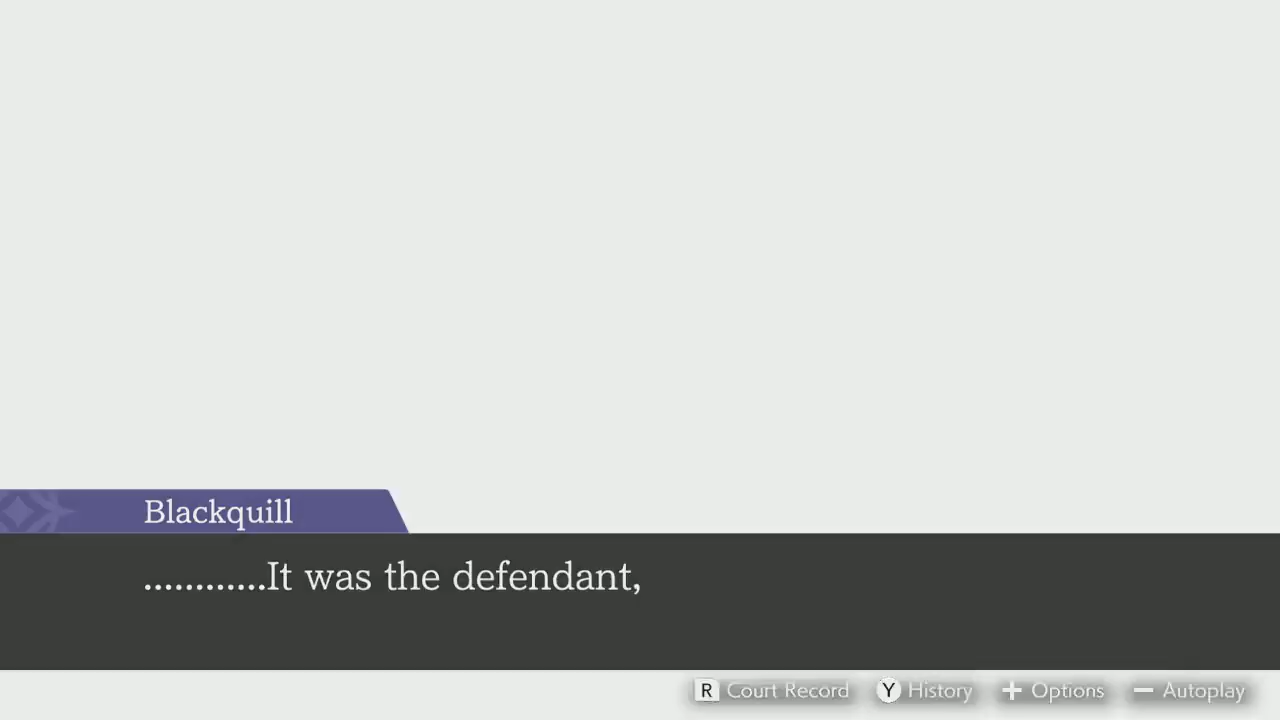 Blackquill
............It was the defendant,
R Court Record Y History + Options − Autoplay